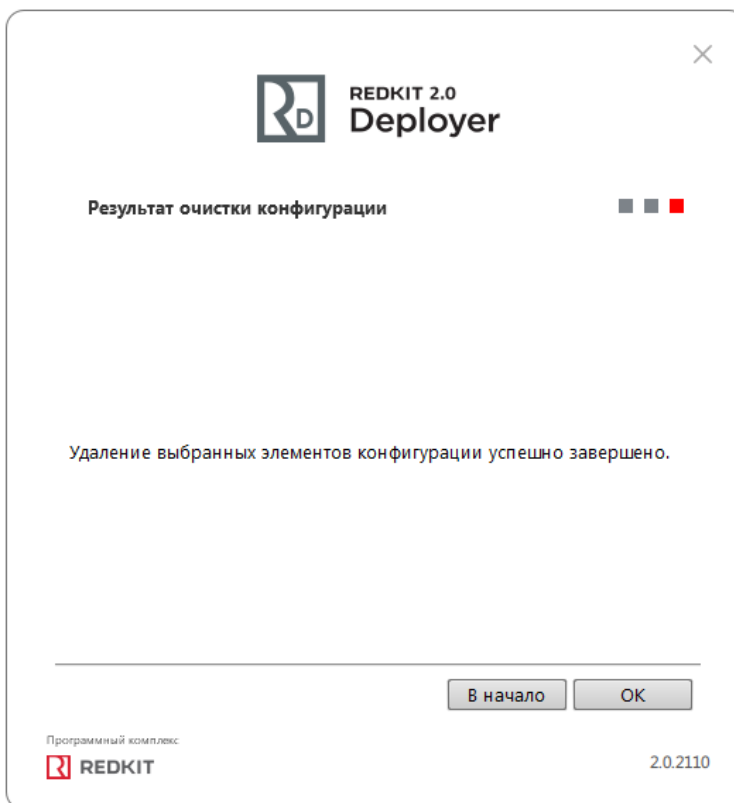 REDKIT 2.0
Deployer
Результат очистки конфигурации
Удаление выбранных элементов конфигурации успешно завершено.
В начало
OK
Программный комплекс
REDKIT
2.0.2110